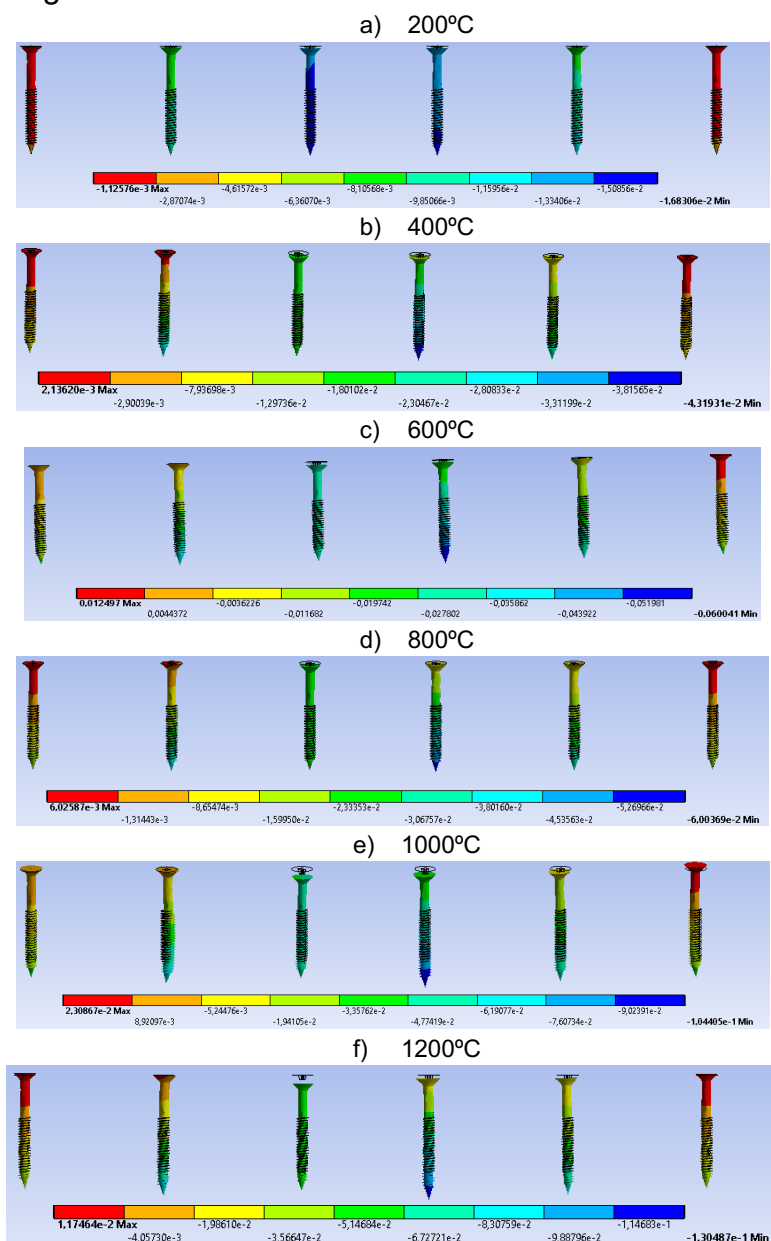 a) 200ºC
-1,12576e-3 Max -4,61572e-3 -8,10568e-3 -1,15956e-2 -1,50856e-2
-2,87074e-3 -6,36070e-3 -9,85066e-3 -1,33406e-2 -1,68306e-2 Min
b) 400ºC
2,13620e-3 Max -7,93698e-3 -1,80102e-2 -2,80833e-2 -3,81565e-2
-2,90039e-3 -1,29736e-2 -2,30467e-2 -3,31199e-2 -4,31931e-2 Min
c) 600ºC
0,012497 Max -0,0036226 -0,019742 -0,035862 -0,051981
0,0044372 -0,011682 -0,027802 -0,043922 -0,060041 Min
d) 800ºC
6,02587e-3 Max -8,65474e-3 -2,33353e-2 -3,80160e-2 -5,26966e-2
-1,31443e-3 -1,59950e-2 -3,06757e-2 -4,53563e-2 -6,00369e-2 Min
e) 1000ºC
2,30867e-2 Max -5,24476e-3 -3,35762e-2 -6,19077e-2 -9,02391e-2
8,92097e-3 -1,94105e-2 -4,77419e-2 -7,60734e-2 -1,04405e-1 Min
f) 1200ºC
1,17464e-2 Max -1,98610e-2 -5,14684e-2 -8,30759e-2 -1,14683e-1
-4,05730e-3 -3,56647e-2 -6,72721e-2 -9,88796e-2 -1,30487e-1 Min